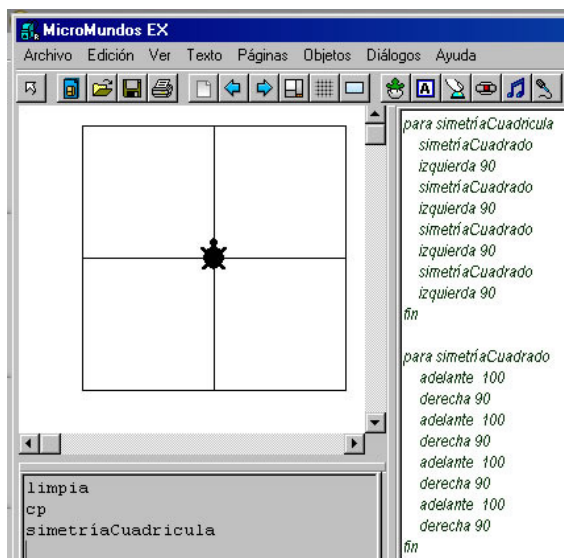 MicroMundos EX
Archivo Edición Ver Texto Páginas Objetos Diálogos Ayuda
A
para simetríaCuadricula
simetríaCuadrado
izquierda 90
simetríaCuadrado
izquierda 90
simetríaCuadrado
izquierda 90
simetríaCuadrado
izquierda 90
fin
para simetríaCuadrado
adelante 100
derecha 90
adelante 100
derecha 90
adelante 100
derecha 90
adelante 100
derecha 90
fin
limpia
cp
simetríaCuadricula